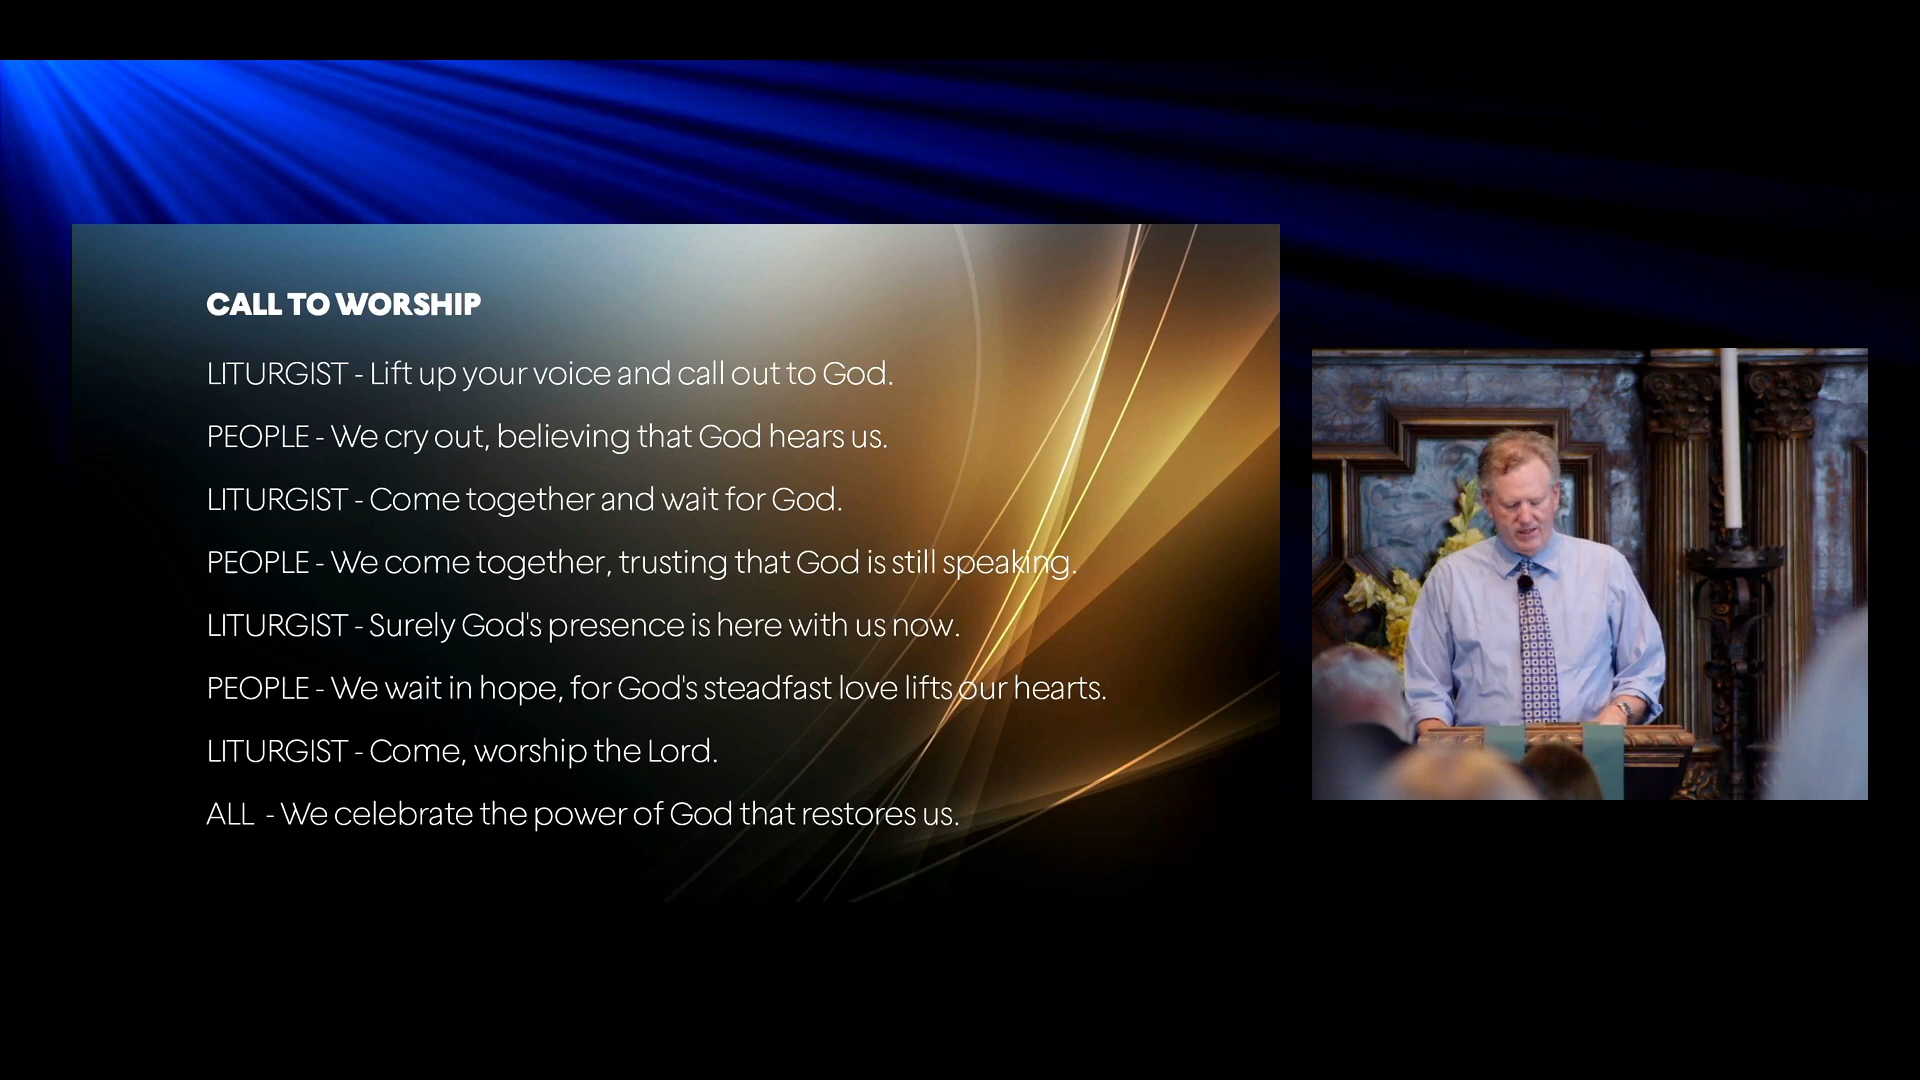 CALL TO WORSHIP
LITURGIST - Lift up your voice and call out to God.
PEOPLE - We cry out, believing that God hears us.
LITURGIST - Come together and wait for God.
PEOPLE - We come together, trusting that God is still speaking.
LITURGIST - Surely God's presence is here with us now.
PEOPLE - We wait in hope, for God's steadfast love lifts our hearts.
LITURGIST - Come, worship the Lord.
ALL  - We celebrate the power of God that restores us.